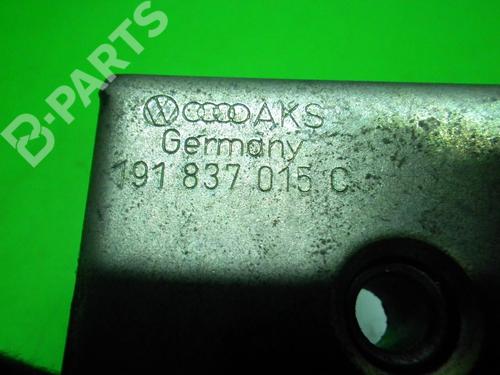 AKS
Germany
191 837 015 C
B-PARTS